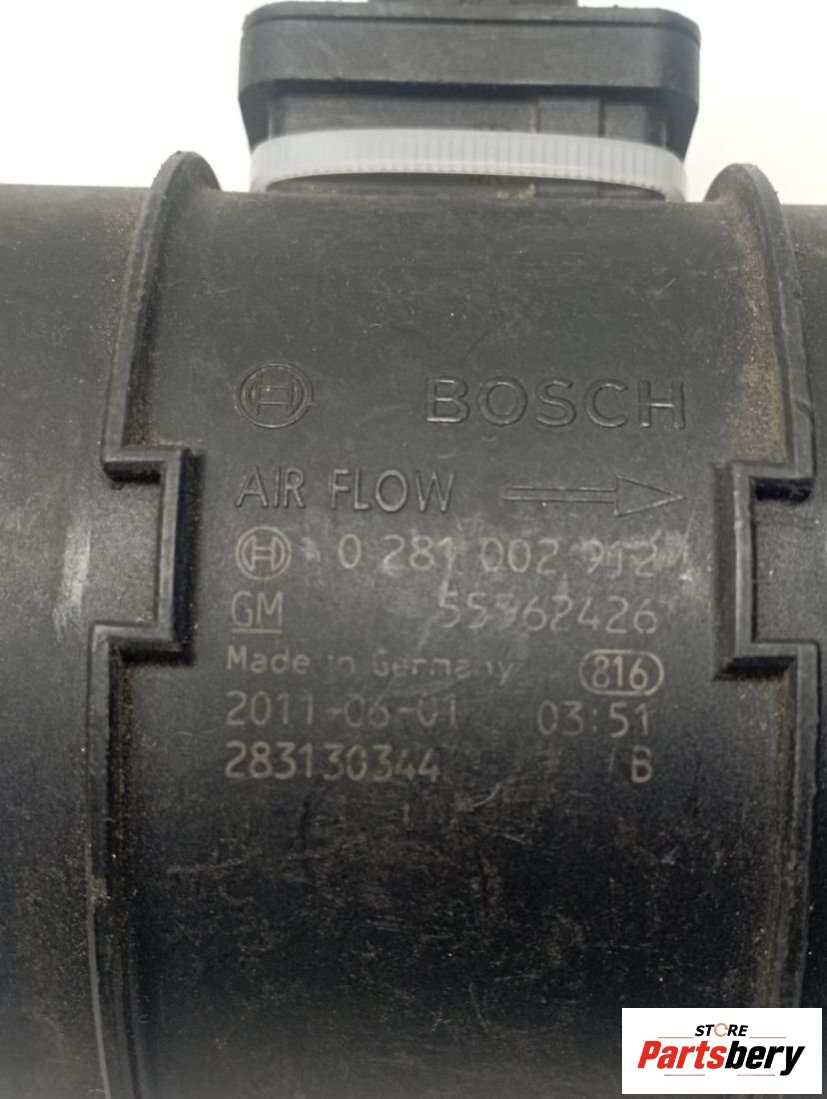 BOSCH
AIR FLOW
0 281 002 912
GM 55562426
Made in Germany 816
2011-06-01 03:51
283130344 B
STORE
Partsbery